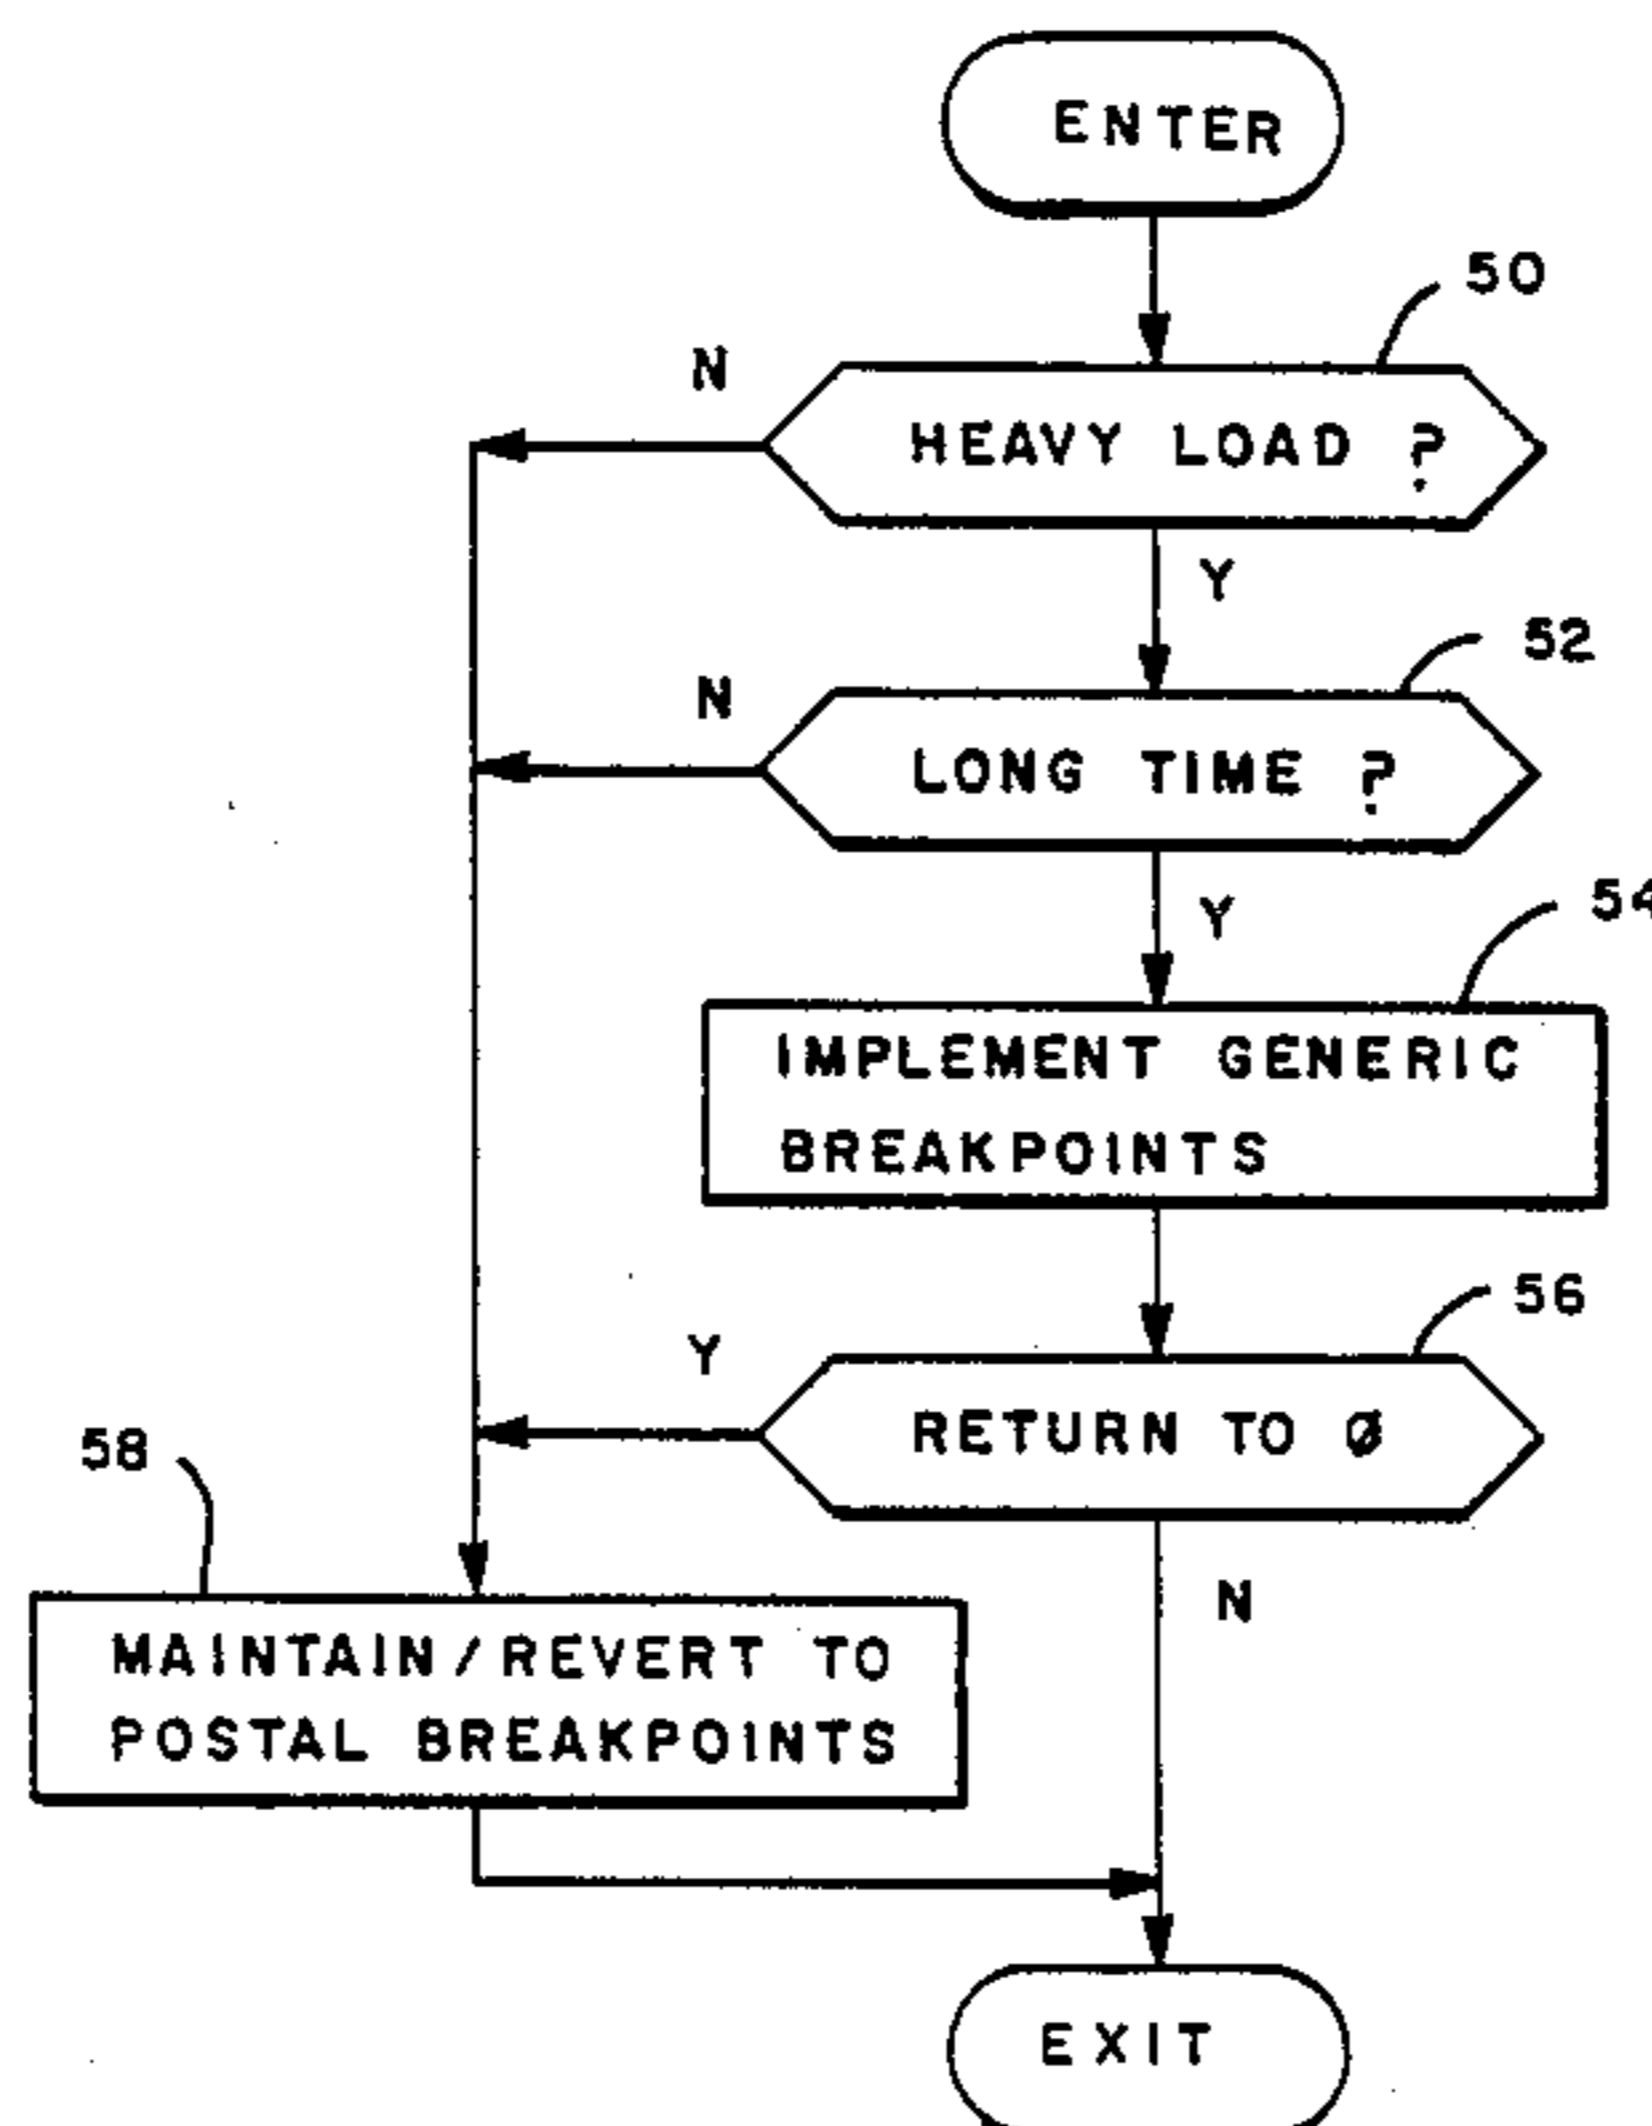 ENTER
50
N
HEAVY LOAD ?
Y
52
N
LONG TIME ?
Y
54
IMPLEMENT GENERIC
BREAKPOINTS
56
Y
RETURN TO Ø
58
N
MAINTAIN/REVERT TO
POSTAL BREAKPOINTS
EXIT